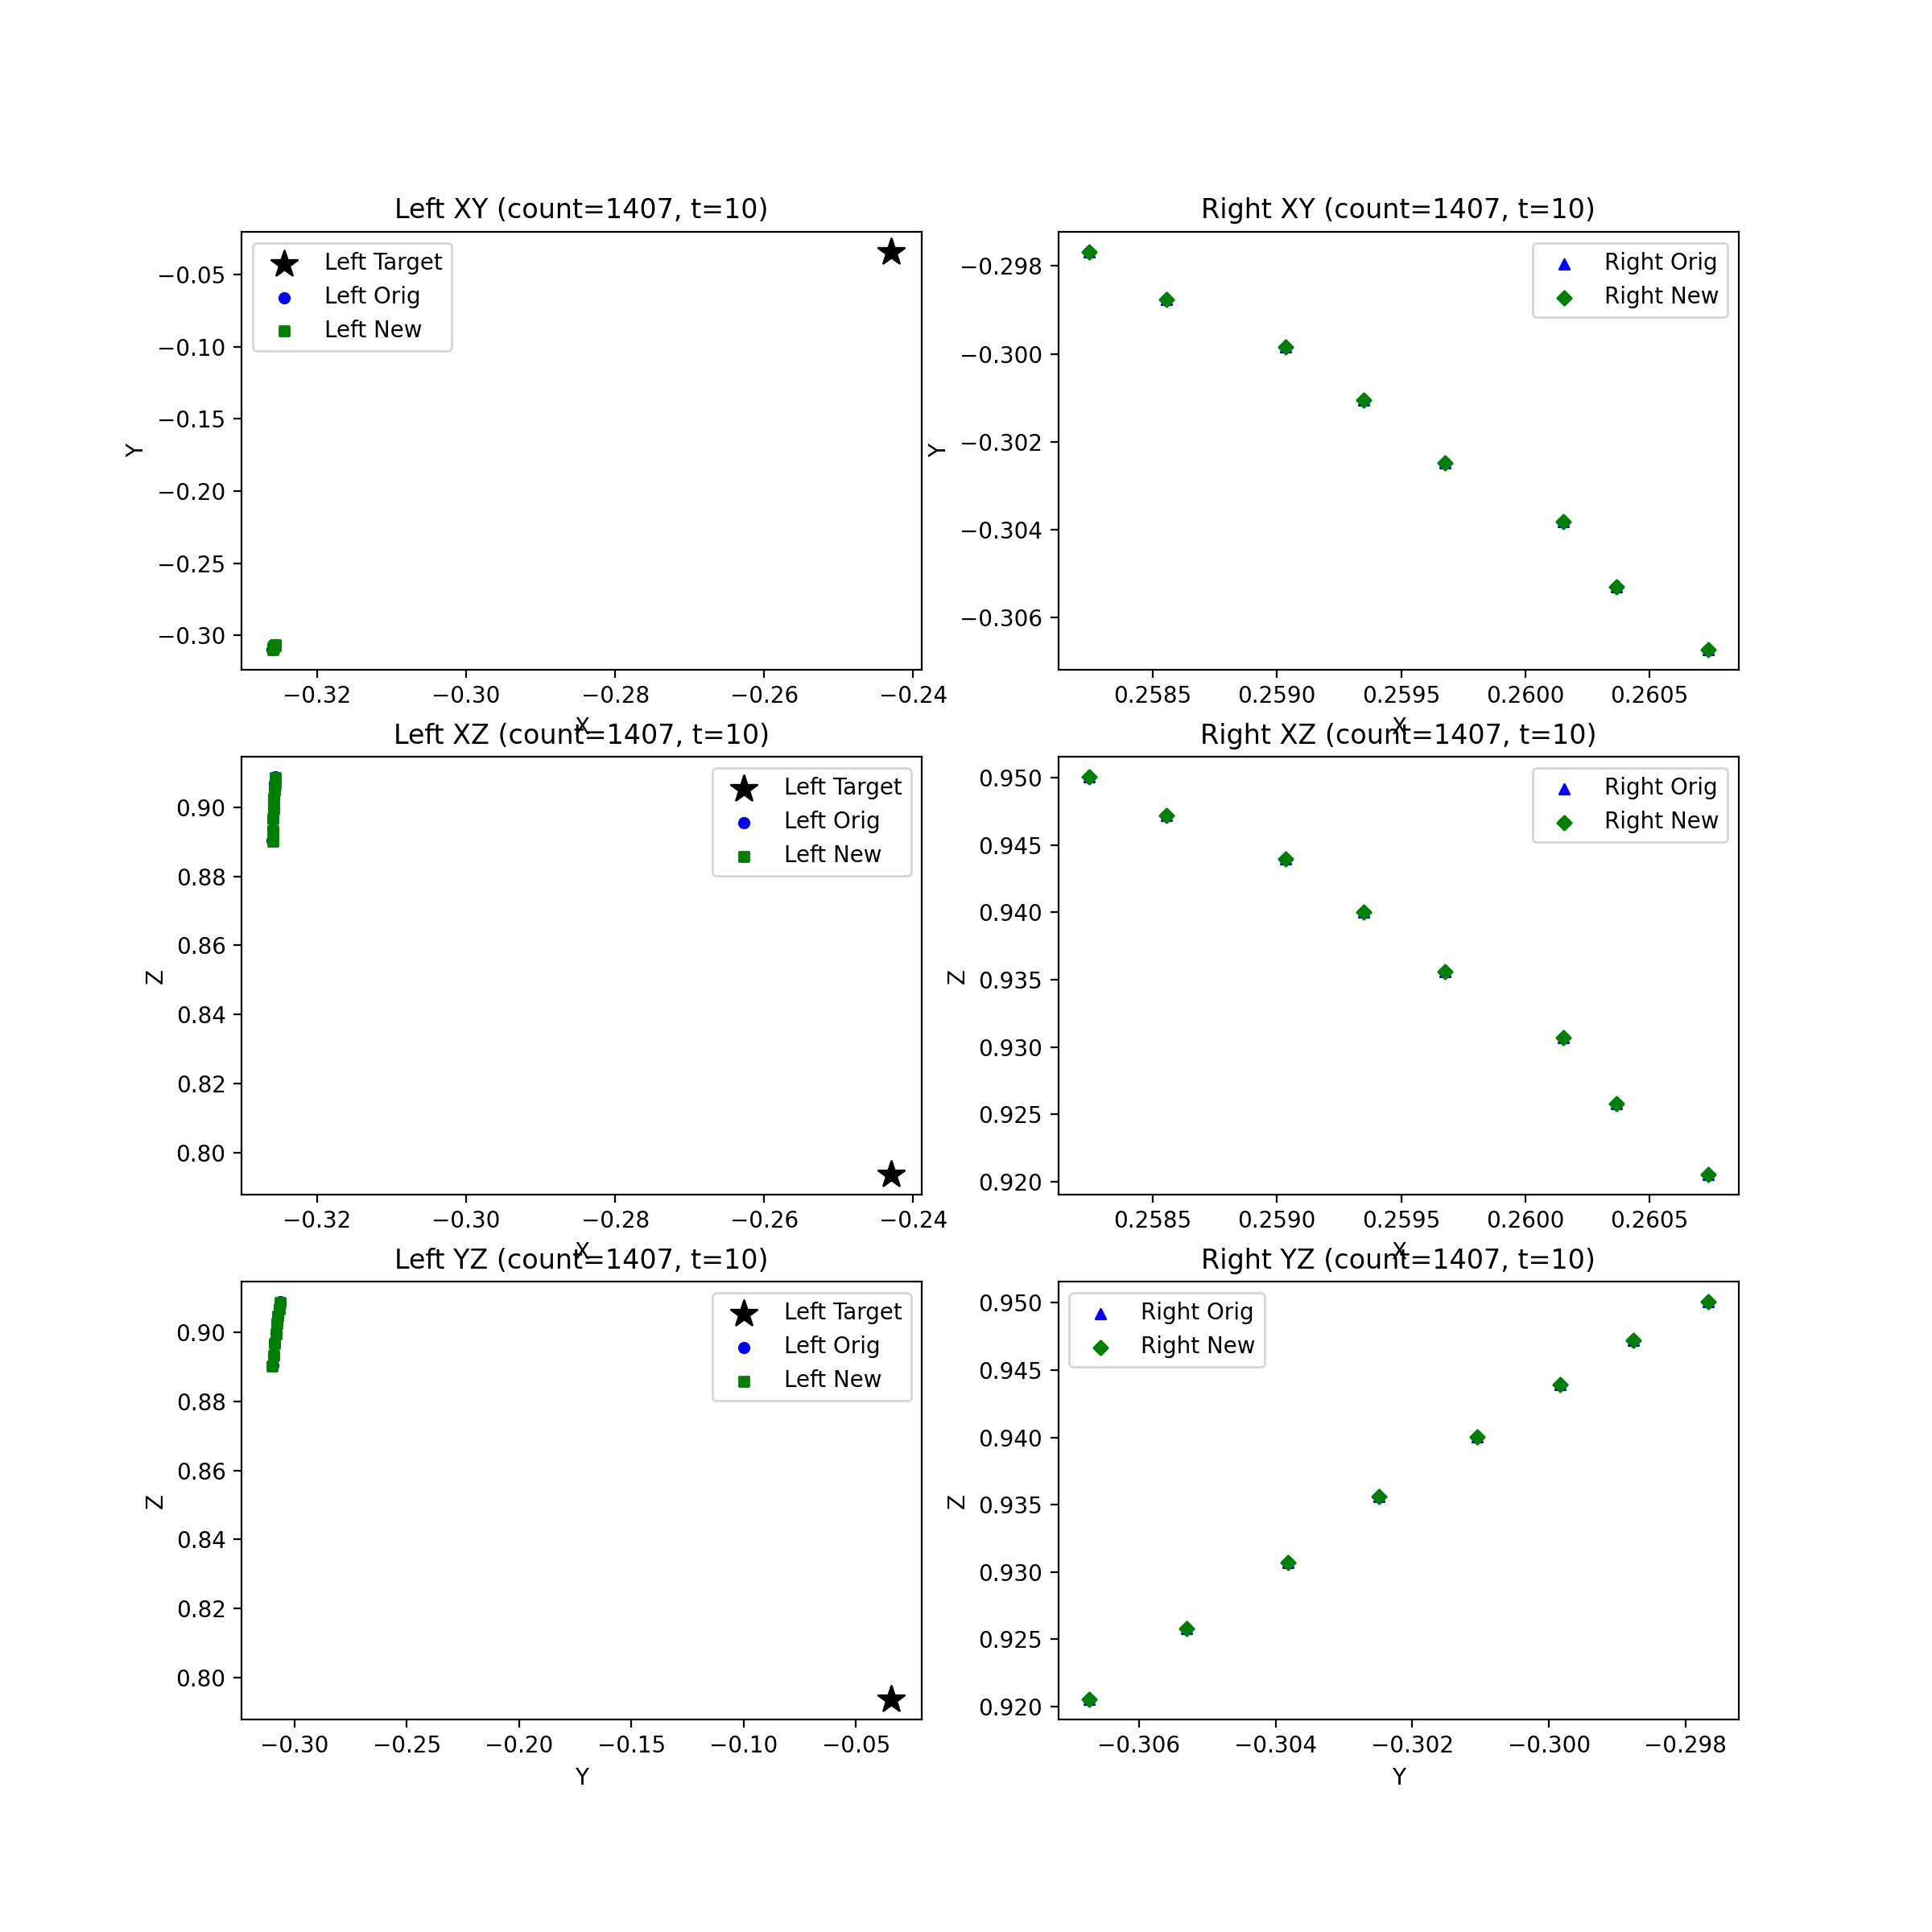 Left XY (count=1407, t=10)
Left Target
Left Orig
Left New
Y
−0.05
−0.10
−0.15
−0.20
−0.25
−0.30
−0.32
−0.30
−0.28
−0.26
−0.24
X
Right XY (count=1407, t=10)
Right Orig
Right New
Y
−0.298
−0.300
−0.302
−0.304
−0.306
0.2585
0.2590
0.2595
0.2600
0.2605
X
Left XZ (count=1407, t=10)
Left Target
Left Orig
Left New
Z
0.90
0.88
0.86
0.84
0.82
0.80
−0.32
−0.30
−0.28
−0.26
−0.24
X
Right XZ (count=1407, t=10)
Right Orig
Right New
Z
0.950
0.945
0.940
0.935
0.930
0.925
0.920
0.2585
0.2590
0.2595
0.2600
0.2605
X
Left YZ (count=1407, t=10)
Left Target
Left Orig
Left New
Z
0.90
0.88
0.86
0.84
0.82
0.80
−0.30
−0.25
−0.20
−0.15
−0.10
−0.05
Y
Right YZ (count=1407, t=10)
Right Orig
Right New
Z
0.950
0.945
0.940
0.935
0.930
0.925
0.920
−0.306
−0.304
−0.302
−0.300
−0.298
Y